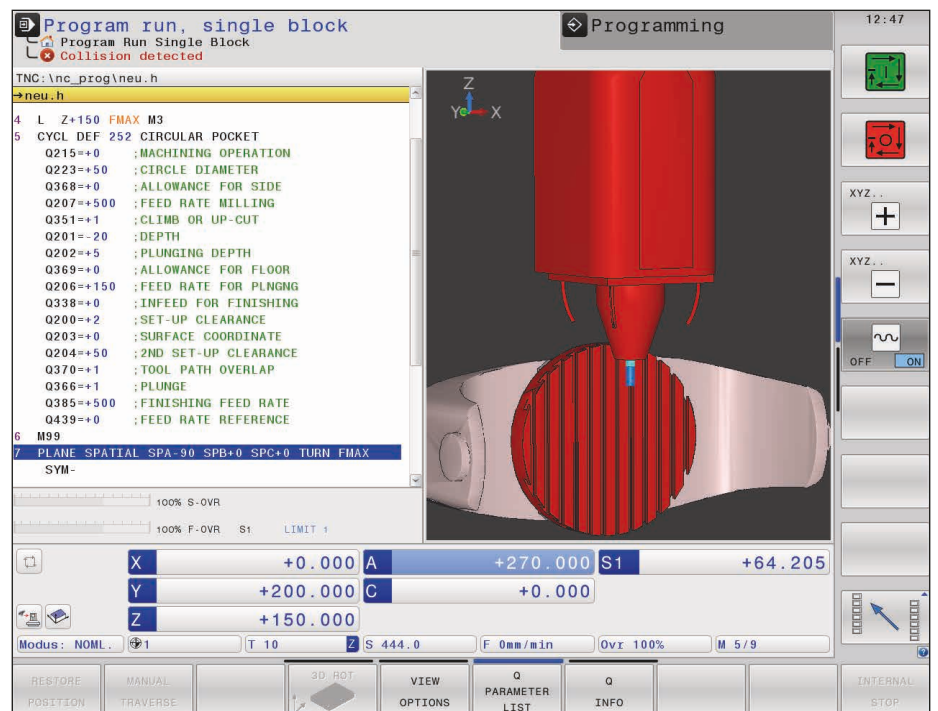 Program run, single block
Program Run Single Block
Collision detected
Programming
12:47
TNC:\nc_prog\neu.h
→neu.h
4 L Z+150 FMAX M3
5 CYCL DEF 252 CIRCULAR POCKET
Q215=+0 ;MACHINING OPERATION
Q223=+50 ;CIRCLE DIAMETER
Q368=+0 ;ALLOWANCE FOR SIDE
Q207=+500 ;FEED RATE MILLING
Q351=+1 ;CLIMB OR UP-CUT
Q201=-20 ;DEPTH
Q202=+5 ;PLUNGING DEPTH
Q369=+0 ;ALLOWANCE FOR FLOOR
Q206=+150 ;FEED RATE FOR PLNGNG
Q338=+0 ;INFEED FOR FINISHING
Q200=+2 ;SET-UP CLEARANCE
Q203=+0 ;SURFACE COORDINATE
Q204=+50 ;2ND SET-UP CLEARANCE
Q370=+1 ;TOOL PATH OVERLAP
Q366=+1 ;PLUNGE
Q385=+500 ;FINISHING FEED RATE
Q439=+0 ;FEED RATE REFERENCE
6 M99
7 PLANE SPATIAL SPA-90 SPB+0 SPC+0 TURN FMAX
SYM-
Z
Y X
100% S-OVR
100% F-OVR S1 LIMIT 1
X +0.000 A +270.000 S1 +64.205
Y +200.000 C +0.000
Z +150.000
Modus: NOML. 1 T 10 Z S 444.0 F 0mm/min Ovr 100% M 5/9
XYZ..
XYZ..
OFF ON
RESTORE
POSITION
MANUAL
TRAVERSE
3D ROT
VIEW
OPTIONS
Q
PARAMETER
LIST
Q
INFO
INTERNAL
STOP